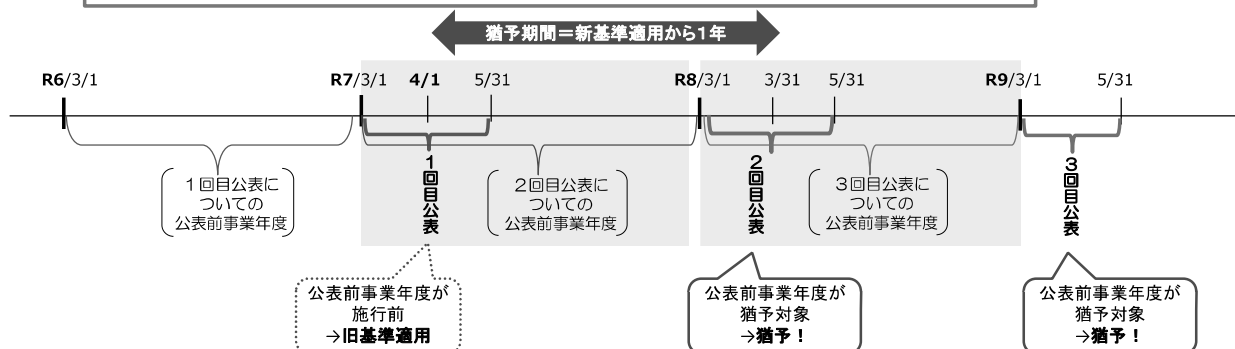 猶予期間＝新基準適用から1年
R6/3/1
R7/3/1
4/1
5/31
R8/3/1
3/31
5/31
R9/3/1
5/31
１回目公表に
ついての
公表前事業年度
１回目公表
２回目公表に
ついての
公表前事業年度
２回目公表
３回目公表に
ついての
公表前事業年度
３回目公表
公表前事業年度が
施行前
→旧基準適用
公表前事業年度が
猶予対象
→猶予！
公表前事業年度が
猶予対象
→猶予！